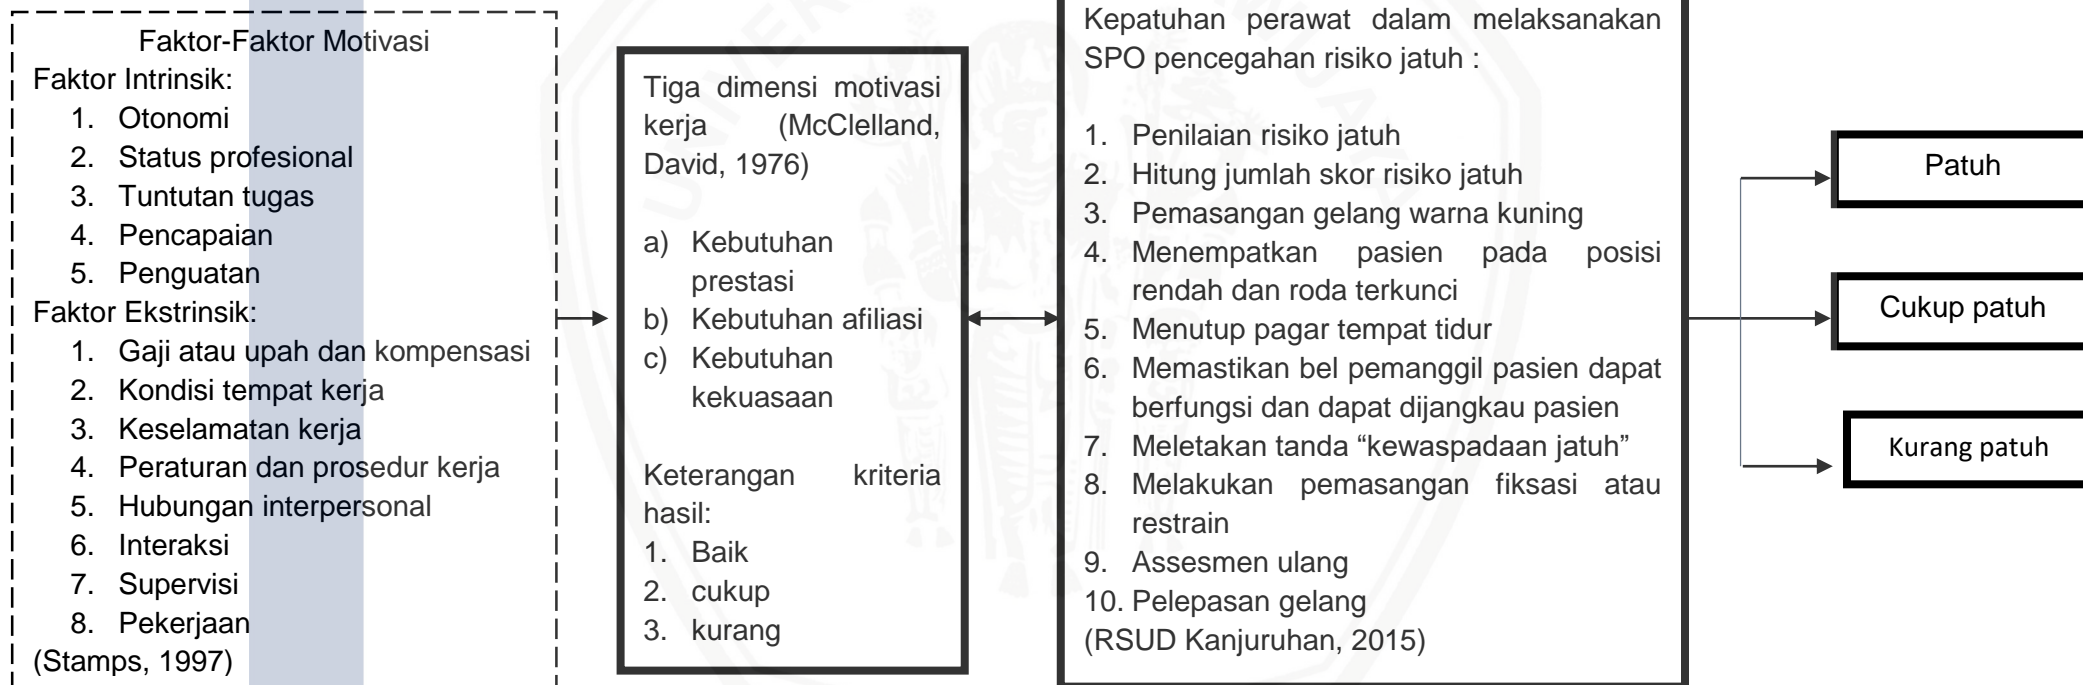 Faktor-Faktor Motivasi
Faktor Intrinsik:
1. Otonomi
2. Status profesional
3. Tuntutan tugas
4. Pencapaian
5. Penguatan
Faktor Ekstrinsik:
1. Gaji atau upah dan kompensasi
2. Kondisi tempat kerja
3. Keselamatan kerja
4. Peraturan dan prosedur kerja
5. Hubungan interpersonal
6. Interaksi
7. Supervisi
8. Pekerjaan
(Stamps, 1997)
Tiga dimensi motivasi
kerja (McClelland,
David, 1976)
a) Kebutuhan
prestasi
b) Kebutuhan afiliasi
c) Kebutuhan
kekuasaan
Keterangan kriteria
hasil:
1. Baik
2. cukup
3. kurang
Kepatuhan perawat dalam melaksanakan
SPO pencegahan risiko jatuh :
1. Penilaian risiko jatuh
2. Hitung jumlah skor risiko jatuh
3. Pemasangan gelang warna kuning
4. Menempatkan pasien pada posisi
rendah dan roda terkunci
5. Menutup pagar tempat tidur
6. Memastikan bel pemanggil pasien dapat
berfungsi dan dapat dijangkau pasien
7. Meletakan tanda “kewaspadaan jatuh”
8. Melakukan pemasangan fiksasi atau
restrain
9. Assesmen ulang
10. Pelepasan gelang
(RSUD Kanjuruhan, 2015)
Patuh
Cukup patuh
Kurang patuh